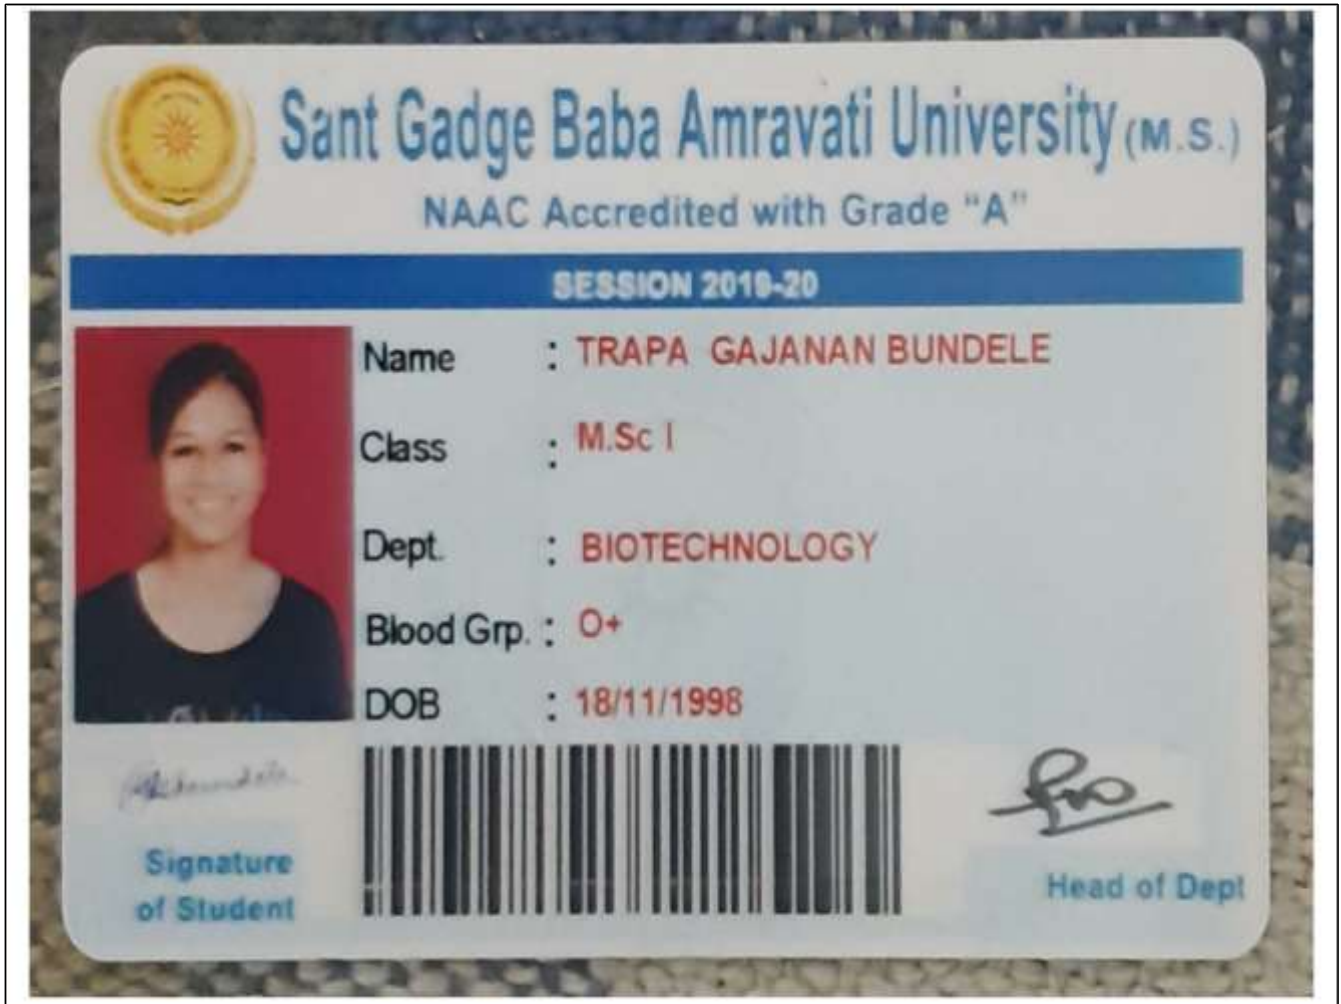 Sant Gadge Baba Amravati University (M.S.)
NAAC Accredited with Grade "A"
SESSION 2019-20
Name : TRAPA GAJANAN BUNDELE
Class : M.Sc I
Dept. : BIOTECHNOLOGY
Blood Grp. : O+
DOB : 18/11/1998
Signature
of Student
Head of Dept